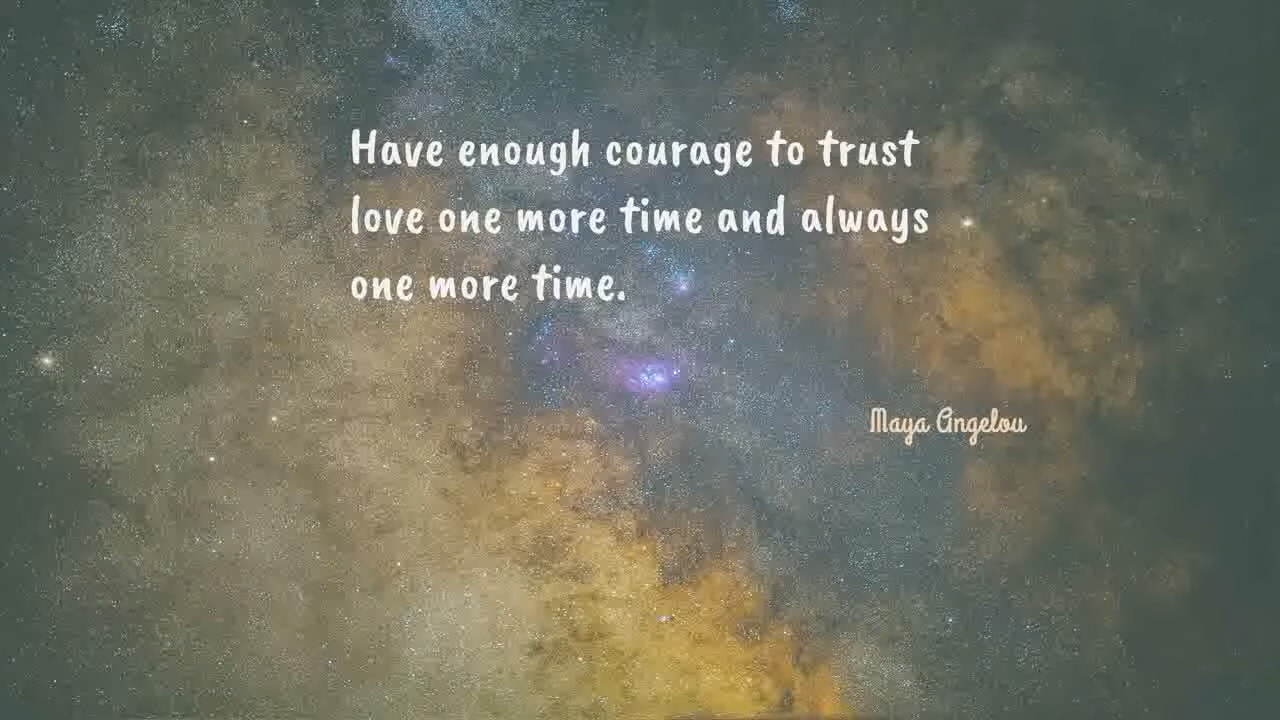 Have enough courage to trust
love one more time and always
one more time.
Maya Angelou